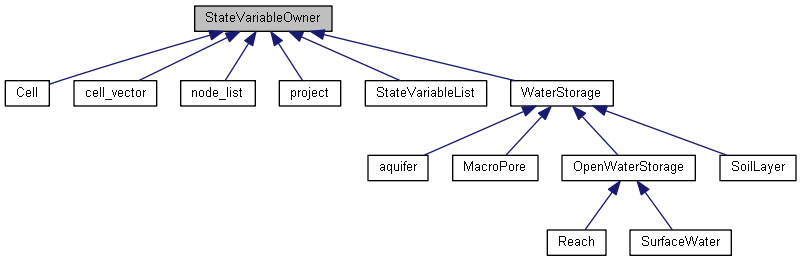 StateVariableOwner
Cell
cell_vector
node_list
project
StateVariableList
WaterStorage
aquifer
MacroPore
OpenWaterStorage
SoilLayer
Reach
SurfaceWater